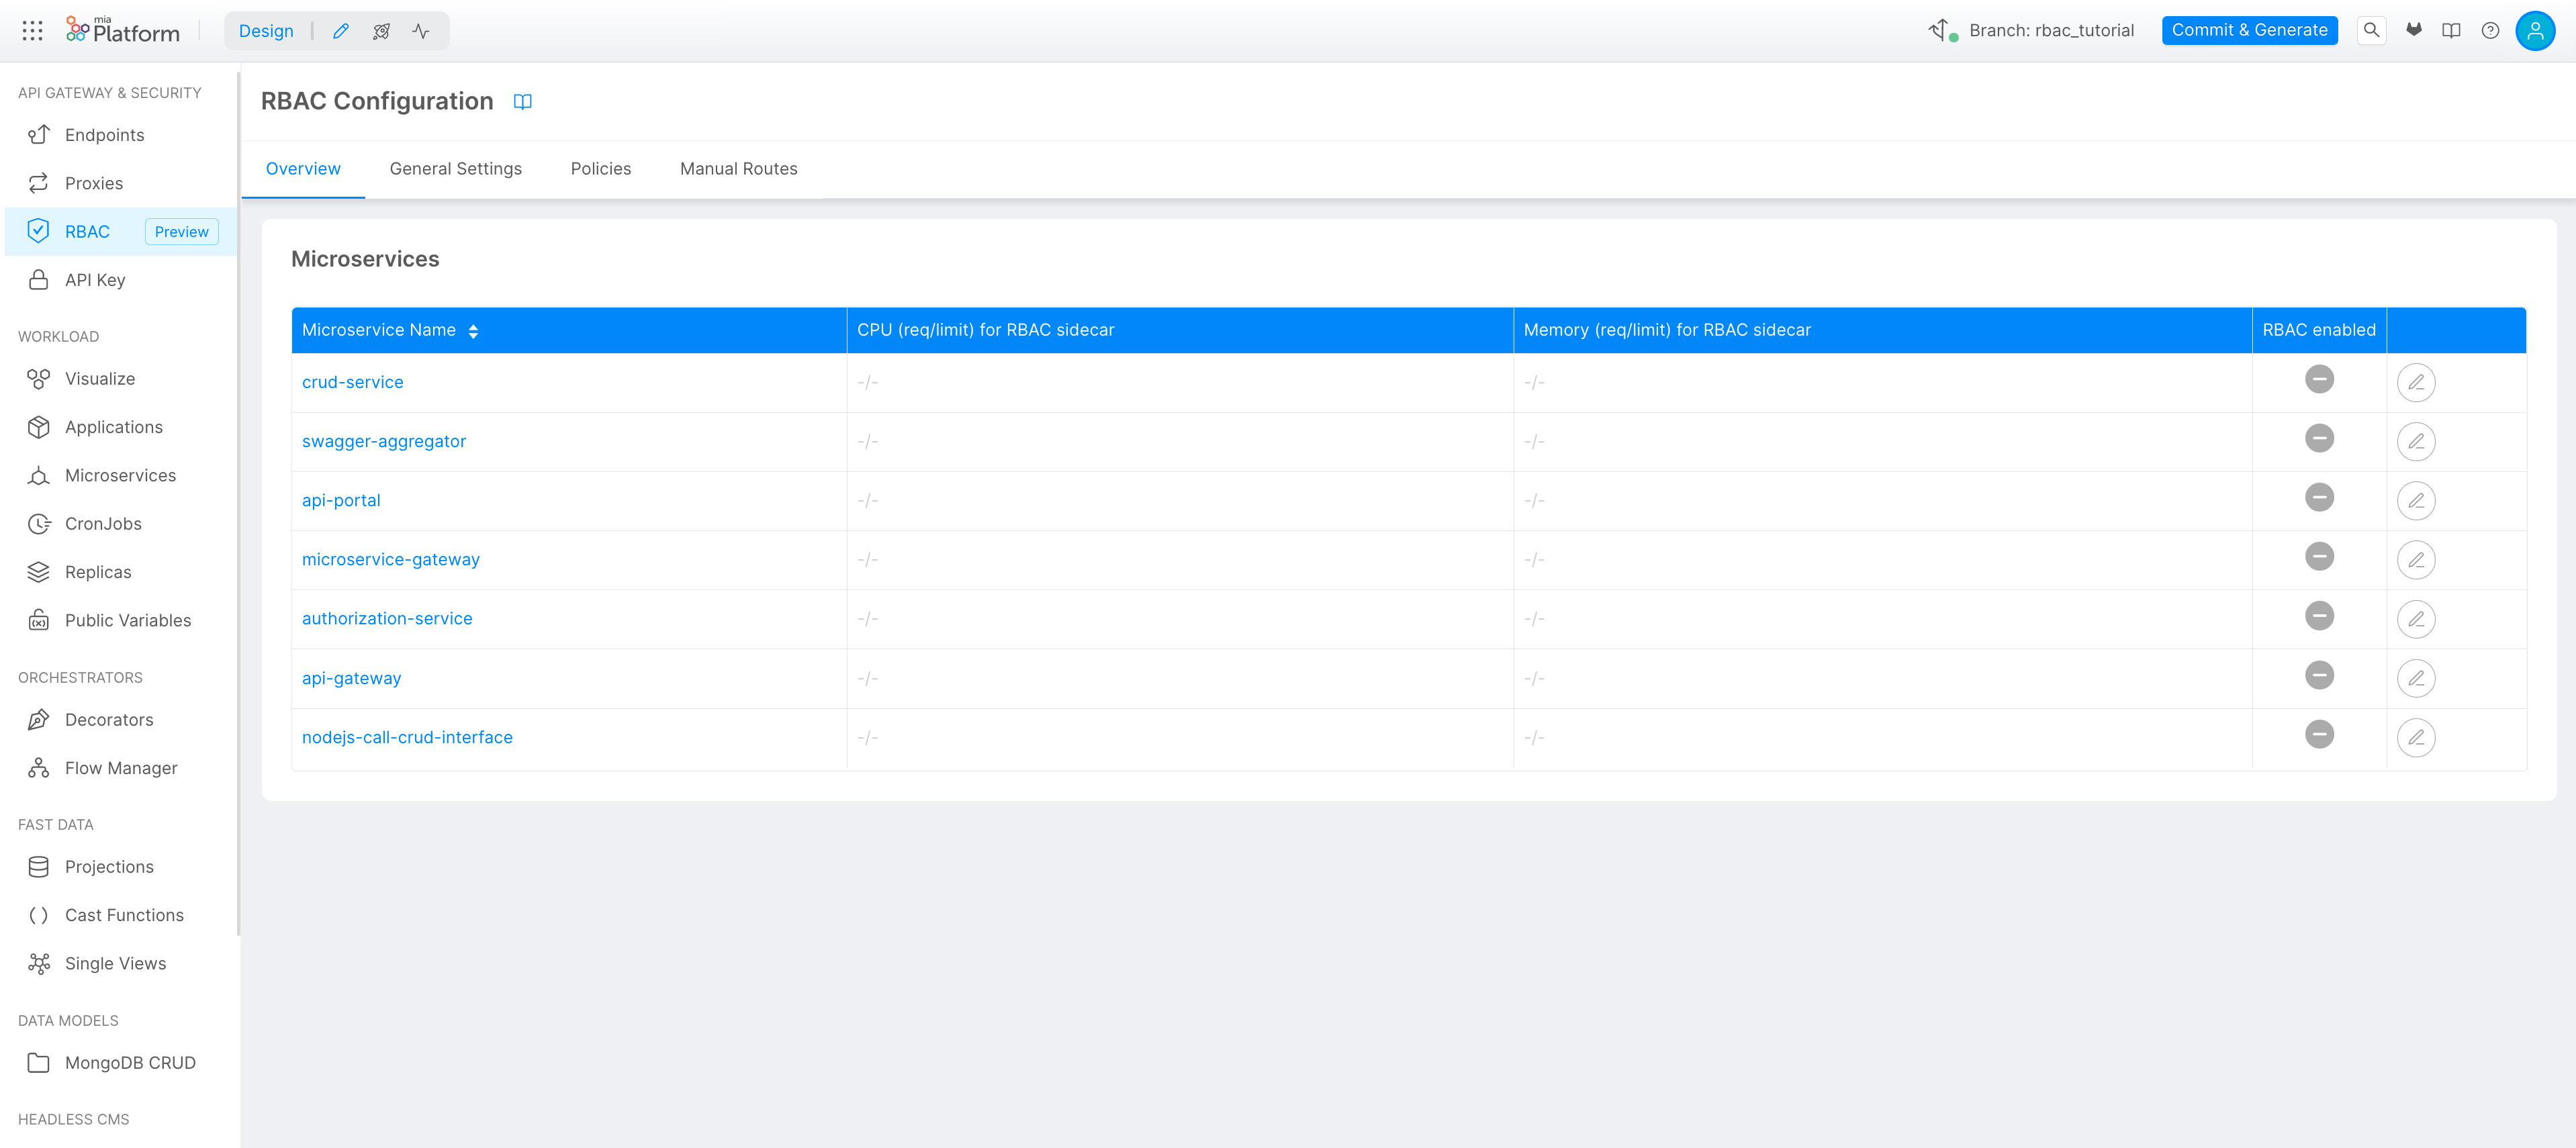 mia
Platform
Design
Branch: rbac_tutorial
Commit & Generate
API GATEWAY & SECURITY
Endpoints
Proxies
RBAC Preview
API Key
WORKLOAD
Visualize
Applications
Microservices
CronJobs
Replicas
Public Variables
ORCHESTRATORS
Decorators
Flow Manager
FAST DATA
Projections
Cast Functions
Single Views
DATA MODELS
MongoDB CRUD
HEADLESS CMS
RBAC Configuration
Overview General Settings Policies Manual Routes
Microservices
Microservice Name CPU (req/limit) for RBAC sidecar Memory (req/limit) for RBAC sidecar RBAC enabled
crud-service -/- -/-
swagger-aggregator -/- -/-
api-portal -/- -/-
microservice-gateway -/- -/-
authorization-service -/- -/-
api-gateway -/- -/-
nodejs-call-crud-interface -/- -/-